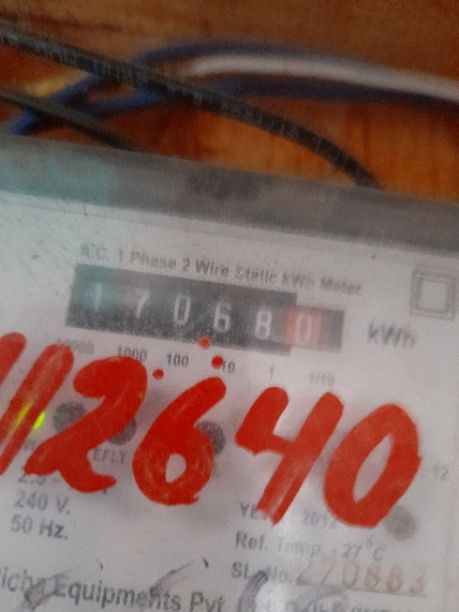 A.C. 1 Phase 2 Wire Static kWh Meter
170680 kWh
10000 1000 100 10 1 1/10
112640
240 V.
50 Hz.
Ref. Temp. - 27°C
SL. No. 270883
Equipments Pvt